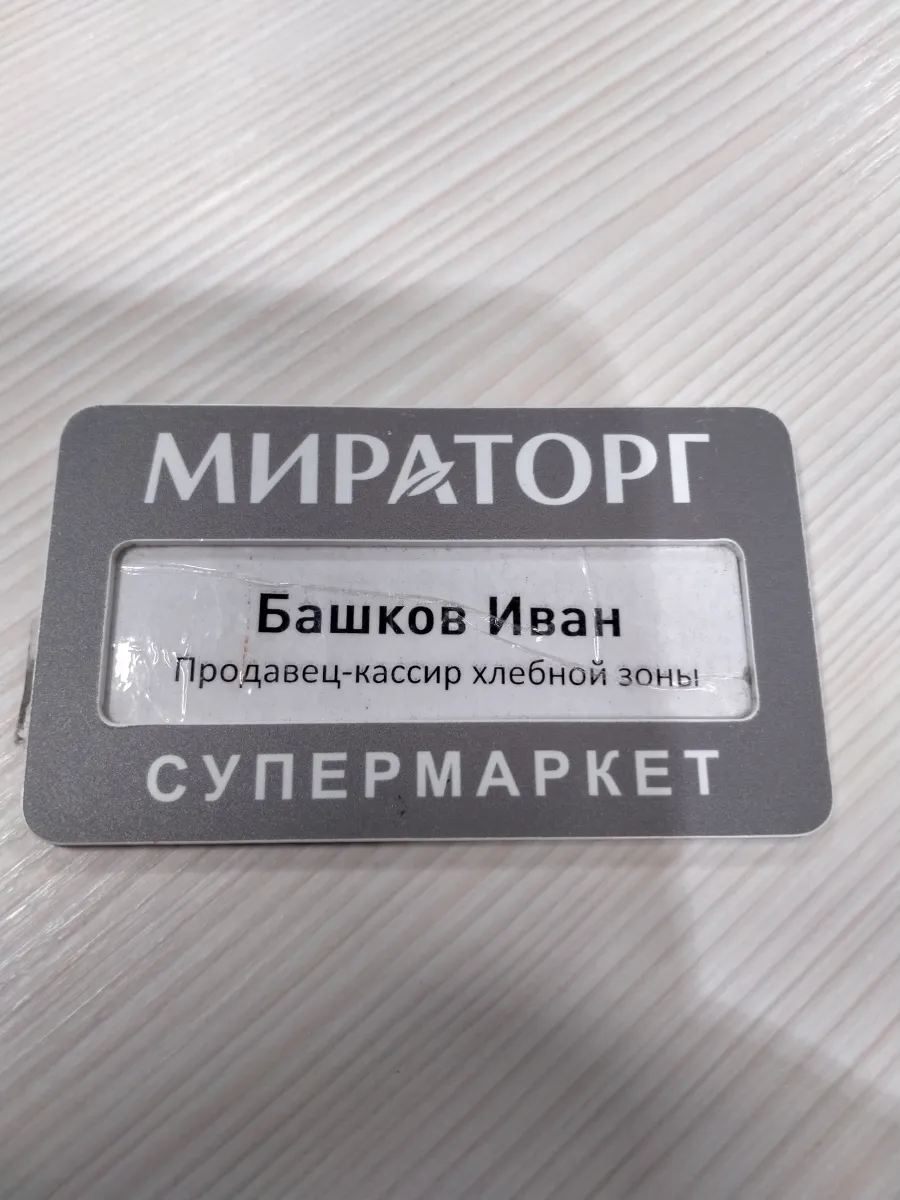 МИРАТОРГ
Башков Иван
Продавец-кассир хлебной зоны
СУПЕРМАРКЕТ